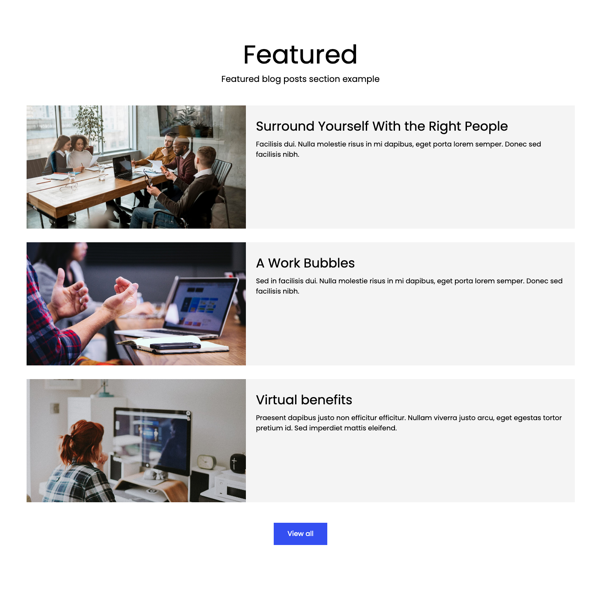 Featured
Featured blog posts section example
Surround Yourself With the Right People
Facilisis dui. Nulla molestie risus in mi dapibus, eget porta lorem semper. Donec sed
facilisis nibh.
A Work Bubbles
Sed in facilisis dui. Nulla molestie risus in mi dapibus, eget porta lorem semper. Donec sed
facilisis nibh.
Virtual benefits
Praesent dapibus justo non efficitur efficitur. Nullam viverra justo arcu, eget egestas tortor
pretium id. Sed imperdiet mattis eleifend.
View all